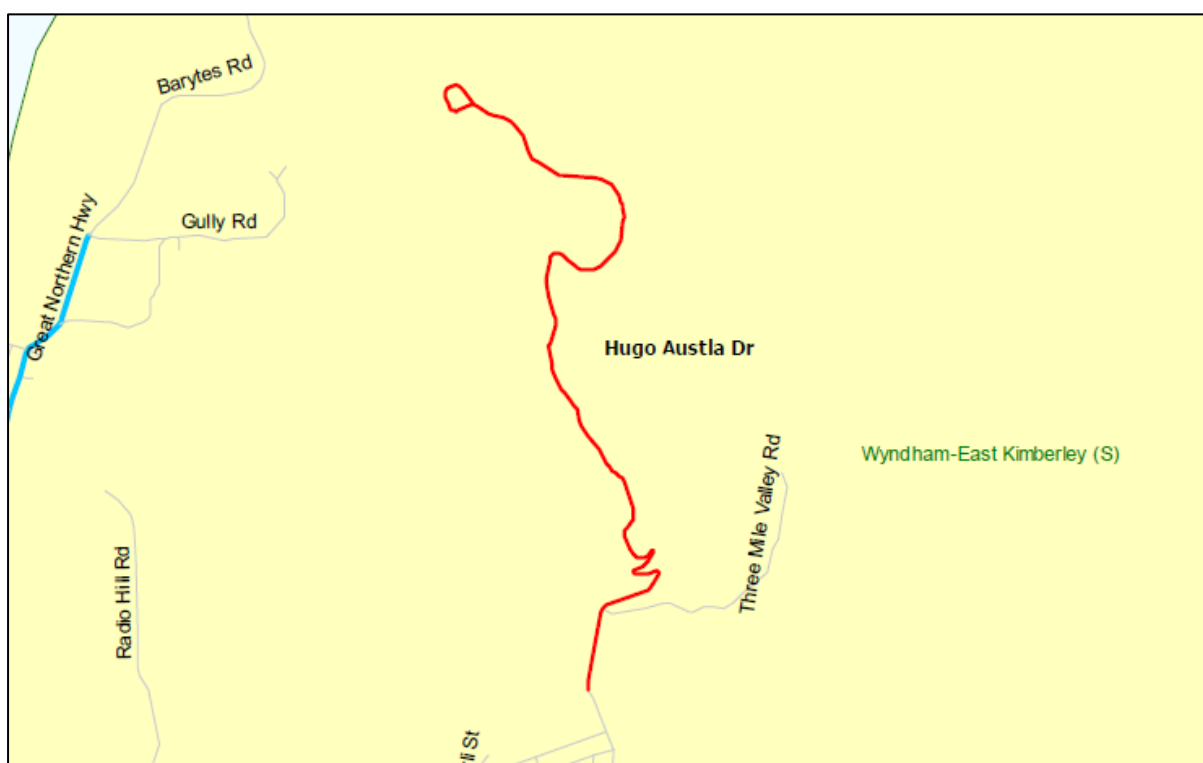 Barytes Rd
Gully Rd
Great Northern Hwy
Hugo Austla Dr
Wyndham-East Kimberley (S)
Three Mile Valley Rd
Radio Hill Rd
St